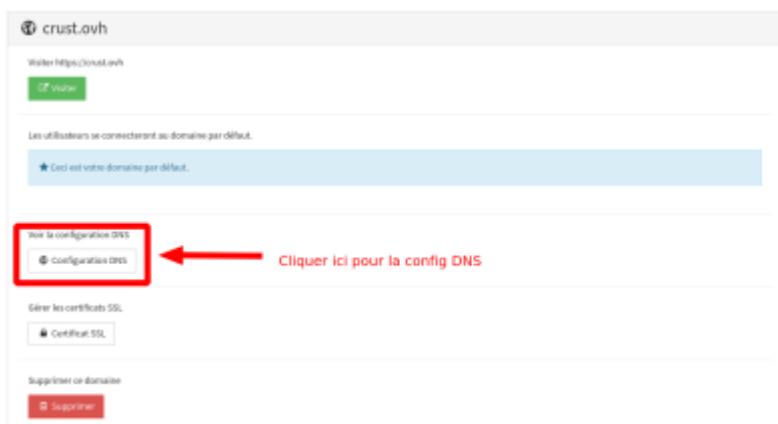 crust.ovh
Visiter https://crust.ovh
Visiter
Les utilisateurs se connecteront au domaine par défaut.
Ceci est votre domaine par défaut.
Voir la configuration DNS
Configuration DNS
Cliquer ici pour la config DNS
Gérer les certificats SSL.
Certificat SSL
Supprimer ce domaine
Supprimer